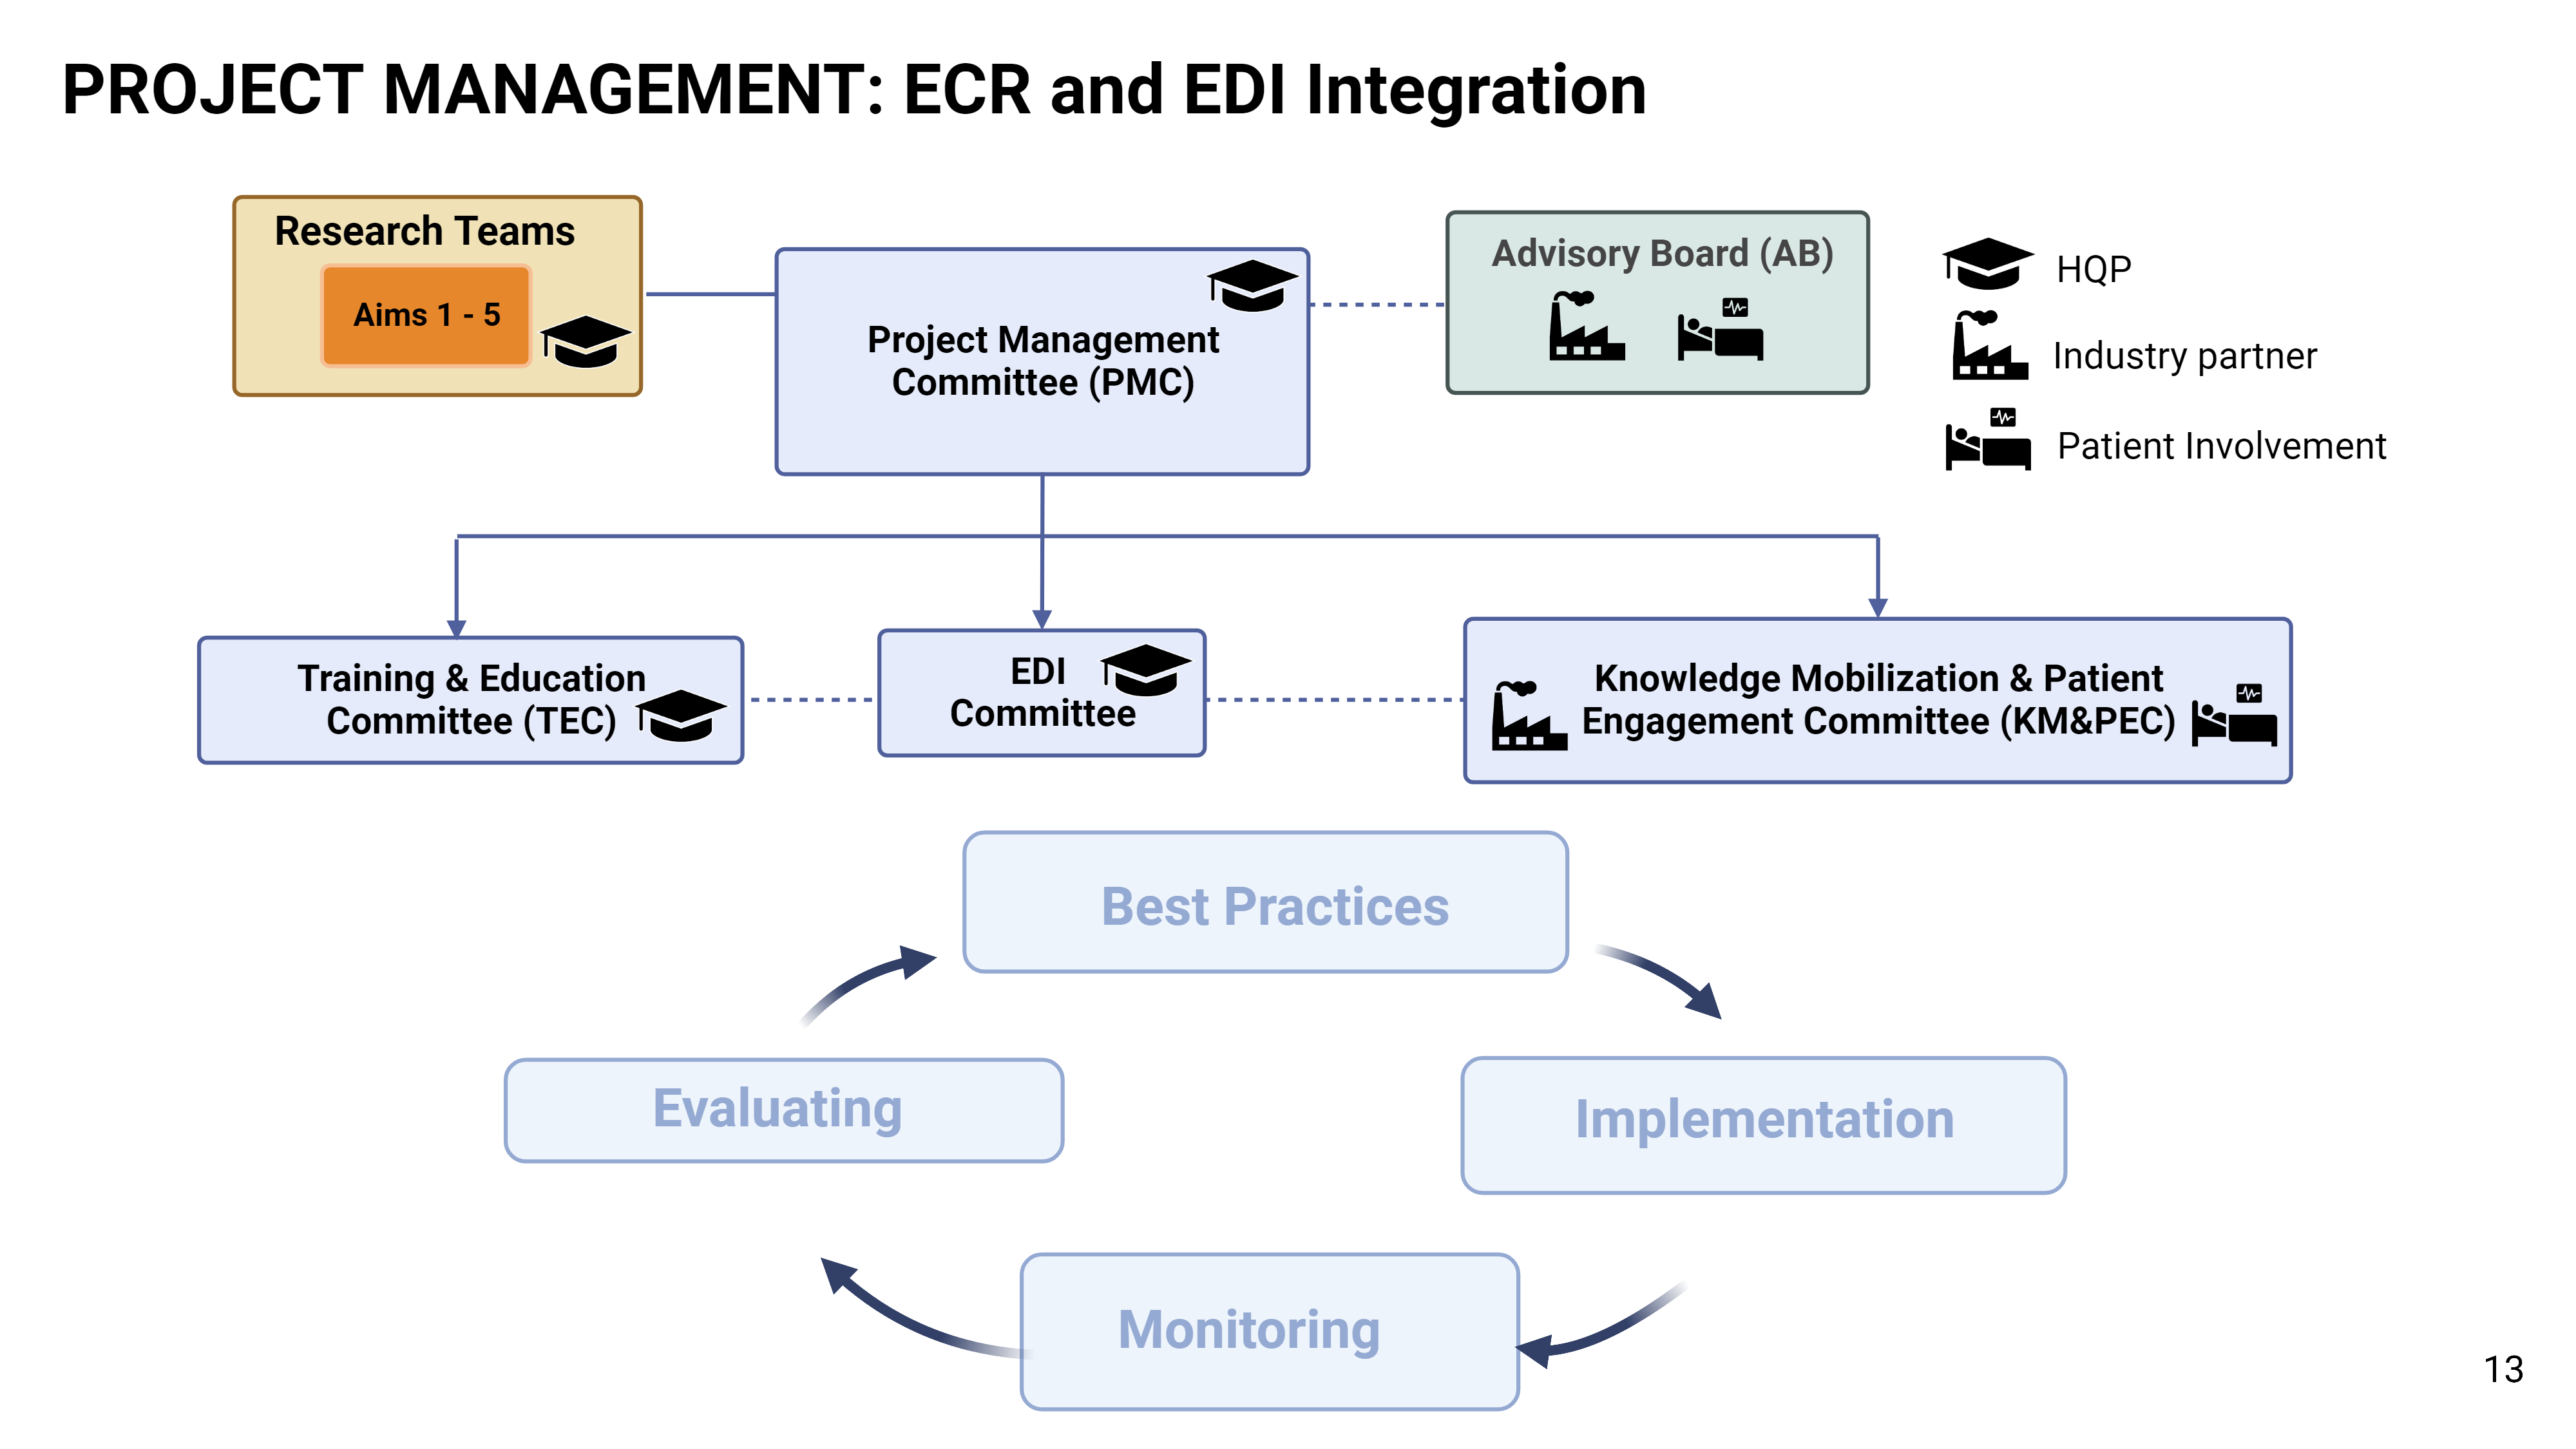 PROJECT MANAGEMENT: ECR and EDI Integration
Research Teams
Aims 1 - 5
Project Management
Committee (PMC)
Advisory Board (AB)
HQP
Industry partner
Patient Involvement
Training & Education
Committee (TEC)
EDI
Committee
Knowledge Mobilization & Patient
Engagement Committee (KM&PEC)
Best Practices
Evaluating
Implementation
Monitoring
13